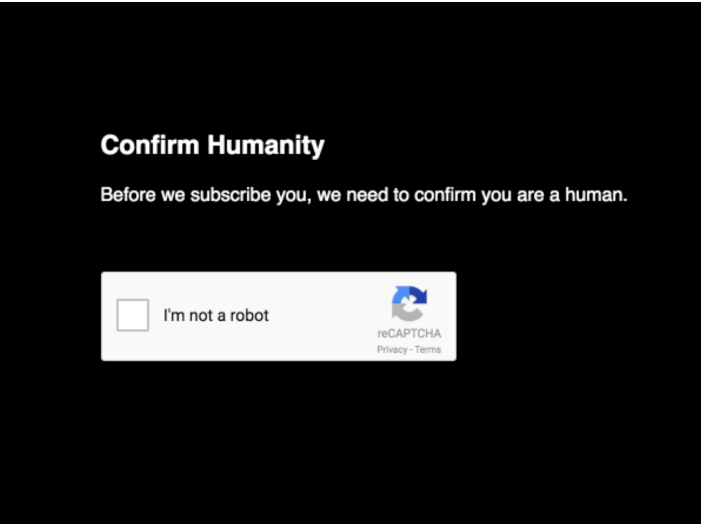 Confirm Humanity
Before we subscribe you, we need to confirm you are a human.
I'm not a robot
reCAPTCHA
Privacy - Terms